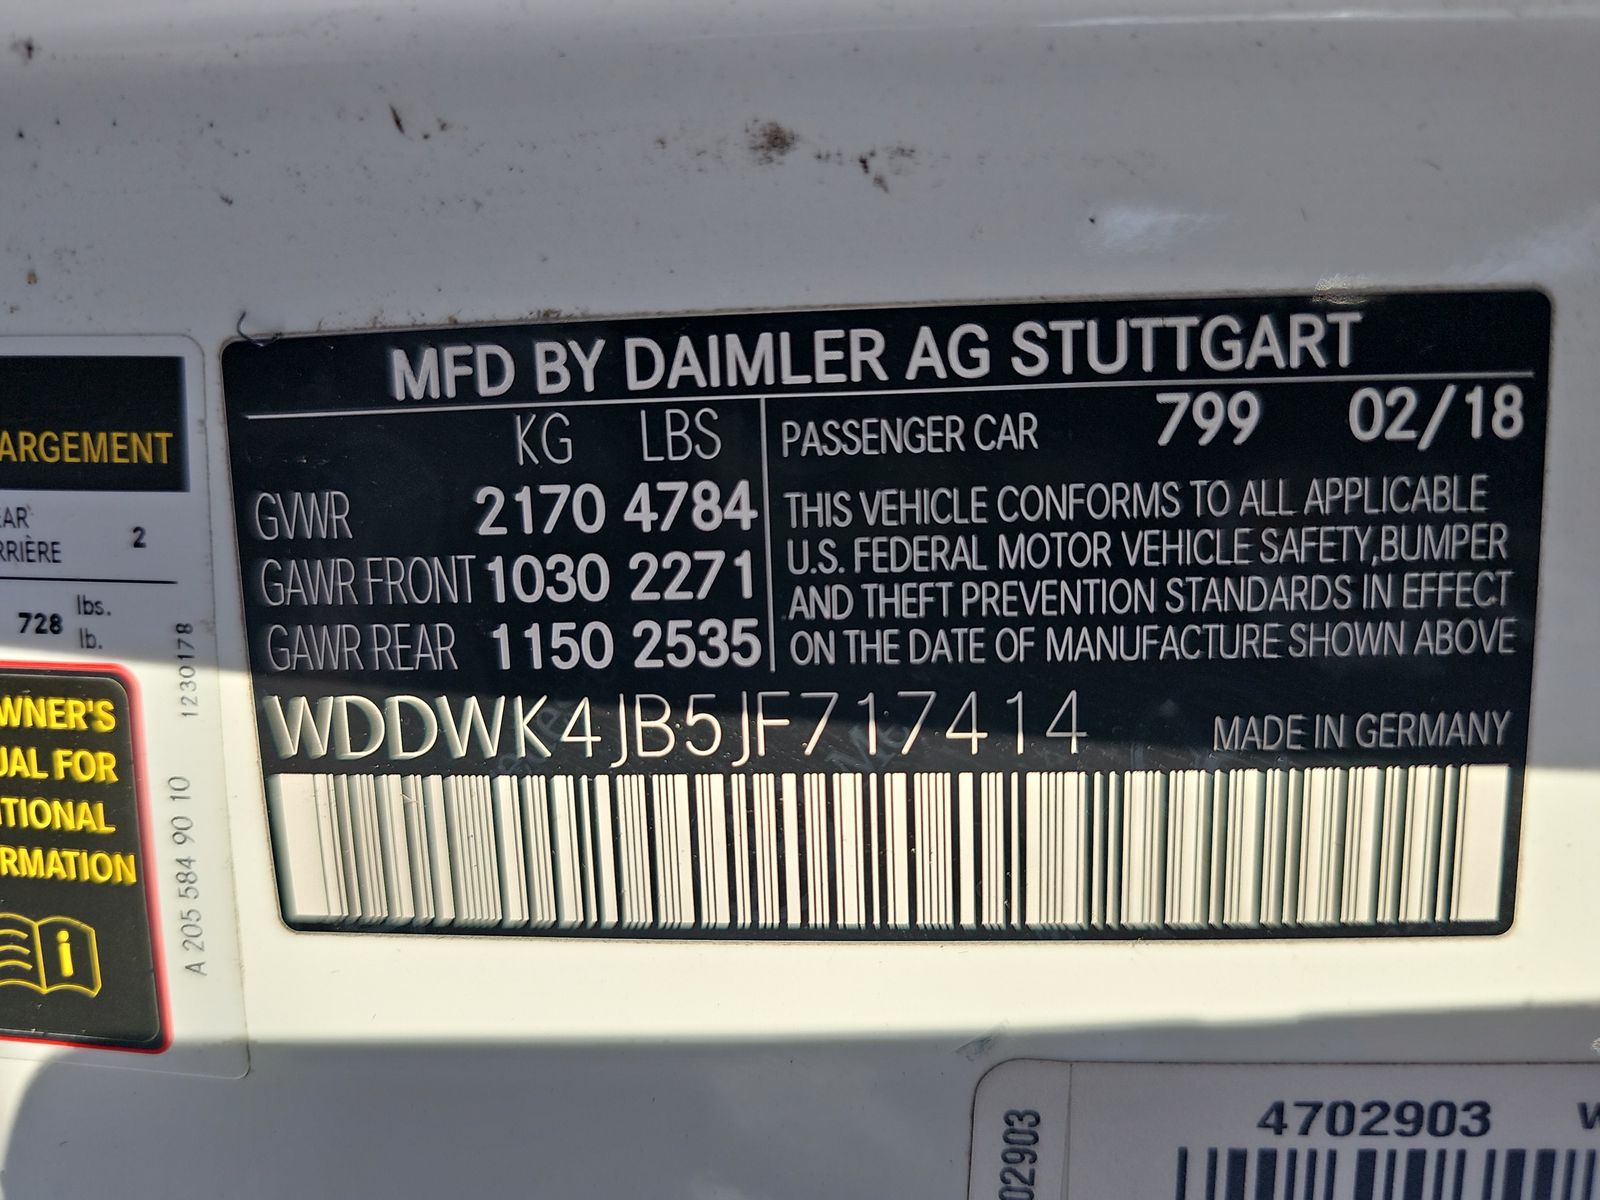 MFD BY DAIMLER AG STUTTGART
KG LBS
GVWR 2170 4784
GAWR FRONT 1030 2271
GAWR REAR 1150 2535
PASSENGER CAR 799 02/18
THIS VEHICLE CONFORMS TO ALL APPLICABLE
U.S. FEDERAL MOTOR VEHICLE SAFETY, BUMPER
AND THEFT PREVENTION STANDARDS IN EFFECT
ON THE DATE OF MANUFACTURE SHOWN ABOVE
WDDWK4JB5JF717414
MADE IN GERMANY
ARGEMENT
EAR
RRIÈRE 2
728 lbs.
lb.
WNER'S
UAL FOR
ITIONAL
RMATION
i
1230178
A 205 584 90 10
4702903 W
02903